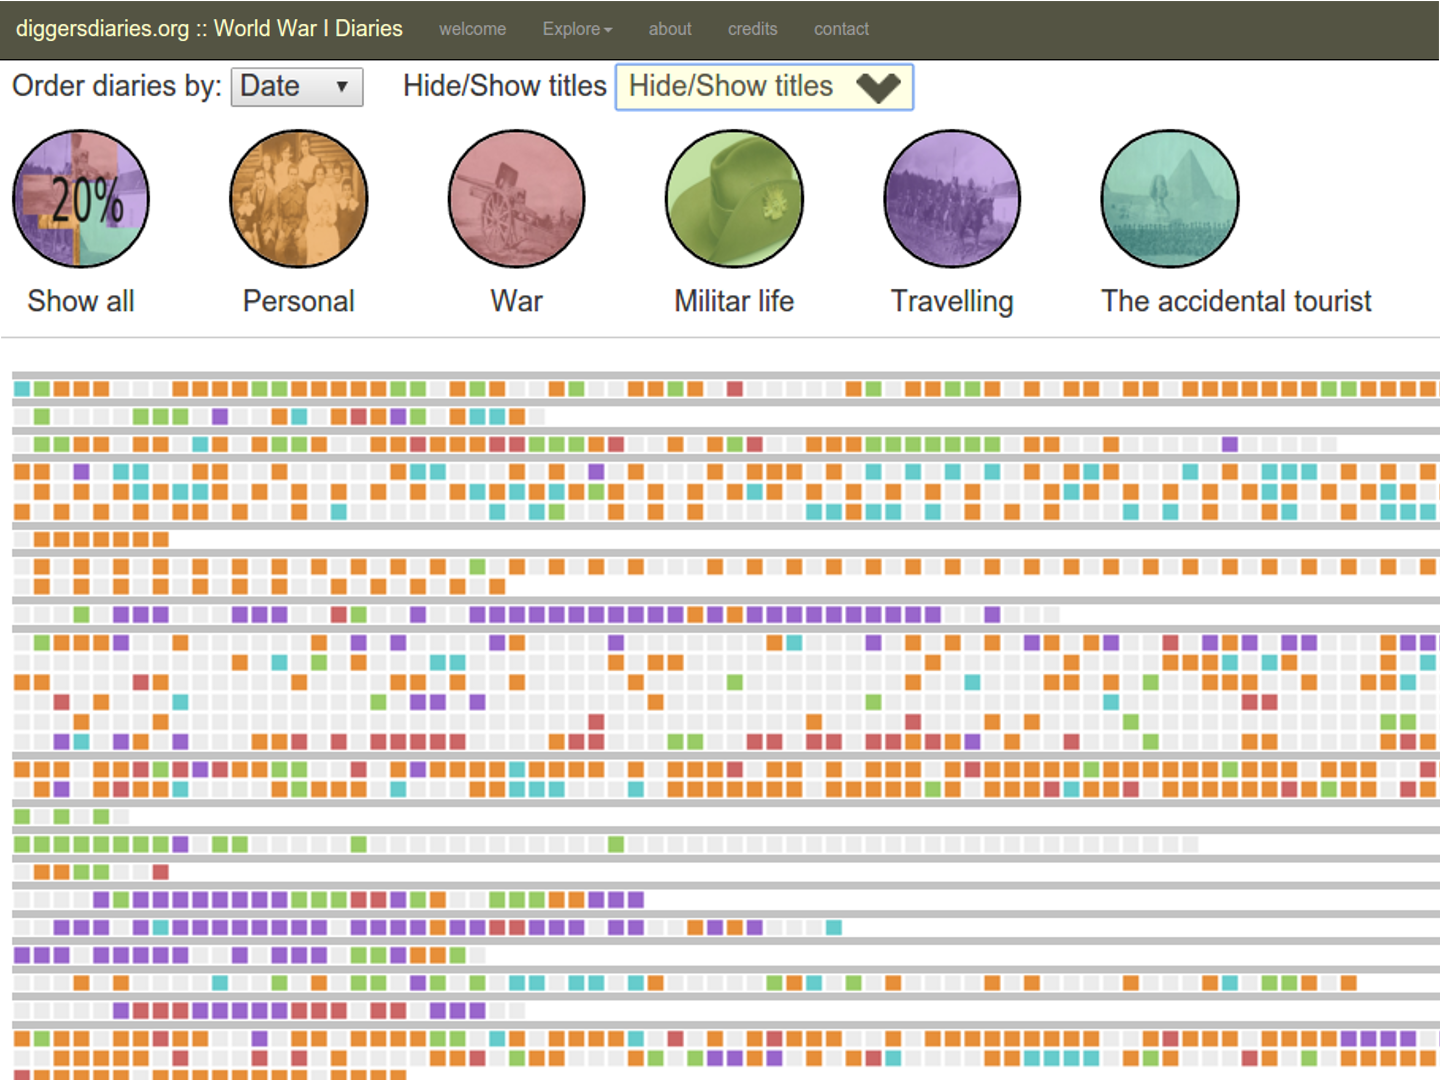 diggersdiaries.org :: World War I Diaries welcome Explore about credits contact
Order diaries by: Date Hide/Show titles Hide/Show titles
20%
Show all Personal War Militar life Travelling The accidental tourist